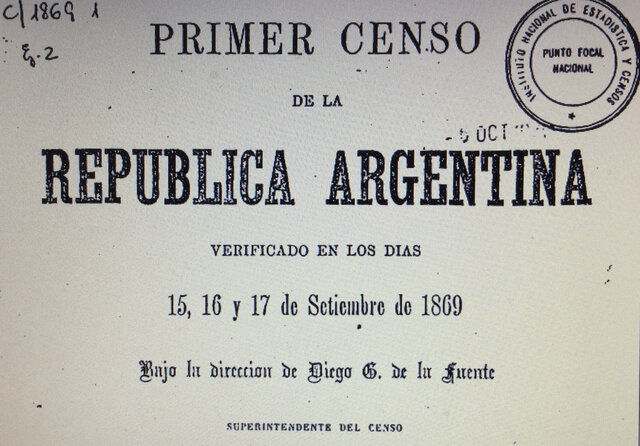 C/1869 1
Ej. 2
INSTITUTO NACIONAL DE ESTADISTICA Y CENSOS
PUNTO FOCAL
NACIONAL
PRIMER CENSO
DE LA
OCT
REPUBLICA ARGENTINA
VERIFICADO EN LOS DIAS
15, 16 y 17 de Setiembre de 1869
Bajo la direccion de Diego G. de la Fuente
SUPERINTENDENTE DEL CENSO